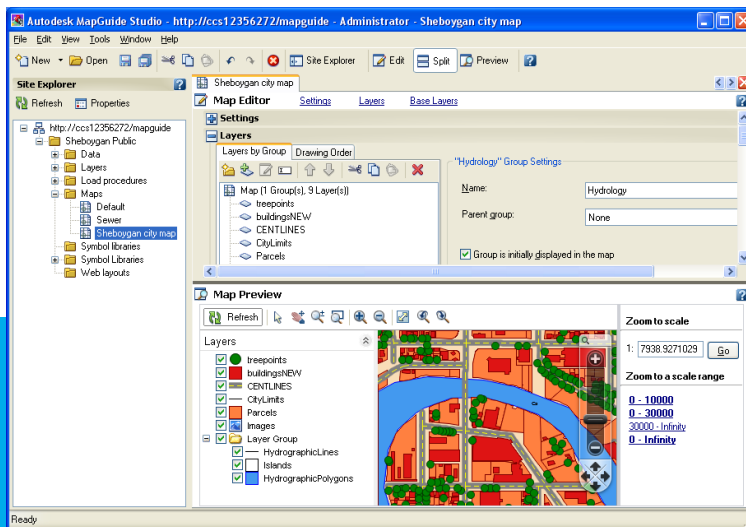 Autodesk MapGuide Studio - http://ccs12356272/mapguide - Administrator - Sheboygan city map
File Edit View Tools Window Help
New Open Site Explorer Edit Split Preview
Site Explorer
Refresh Properties
http://ccs12356272/mapguide
Sheboygan Public
Data
Layers
Load procedures
Maps
Default
Sewer
Sheboygan city map
Symbol libraries
Symbol Libraries
Web layouts
Sheboygan city map
Map Editor Settings Layers Base Layers
Settings
Layers
Layers by Group Drawing Order
Map (1 Group(s), 9 Layer(s))
treepoints
buildingsNEW
CENTLINES
CityLimits
Parcels
"Hydrology" Group Settings
Name: Hydrology
Parent group: None
Group is initially displayed in the map
Map Preview
Refresh
Layers
treepoints
buildingsNEW
CENTLINES
CityLimits
Parcels
Images
Layer Group
HydrographicLines
Islands
HydrographicPolygons
Zoom to scale
1: 7938.9271029 Go
Zoom to a scale range
0 - 10000
0 - 30000
30000 - Infinity
0 - Infinity
Ready